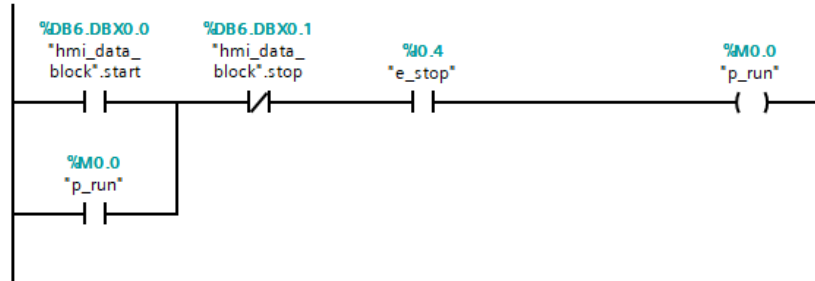 %DB6.DBX0.0 %DB6.DBX0.1
"hmi_data_ "hmi_data_ %I0.4 %M0.0
block".start block".stop "e_stop" "p_run"
%M0.0
"p_run"